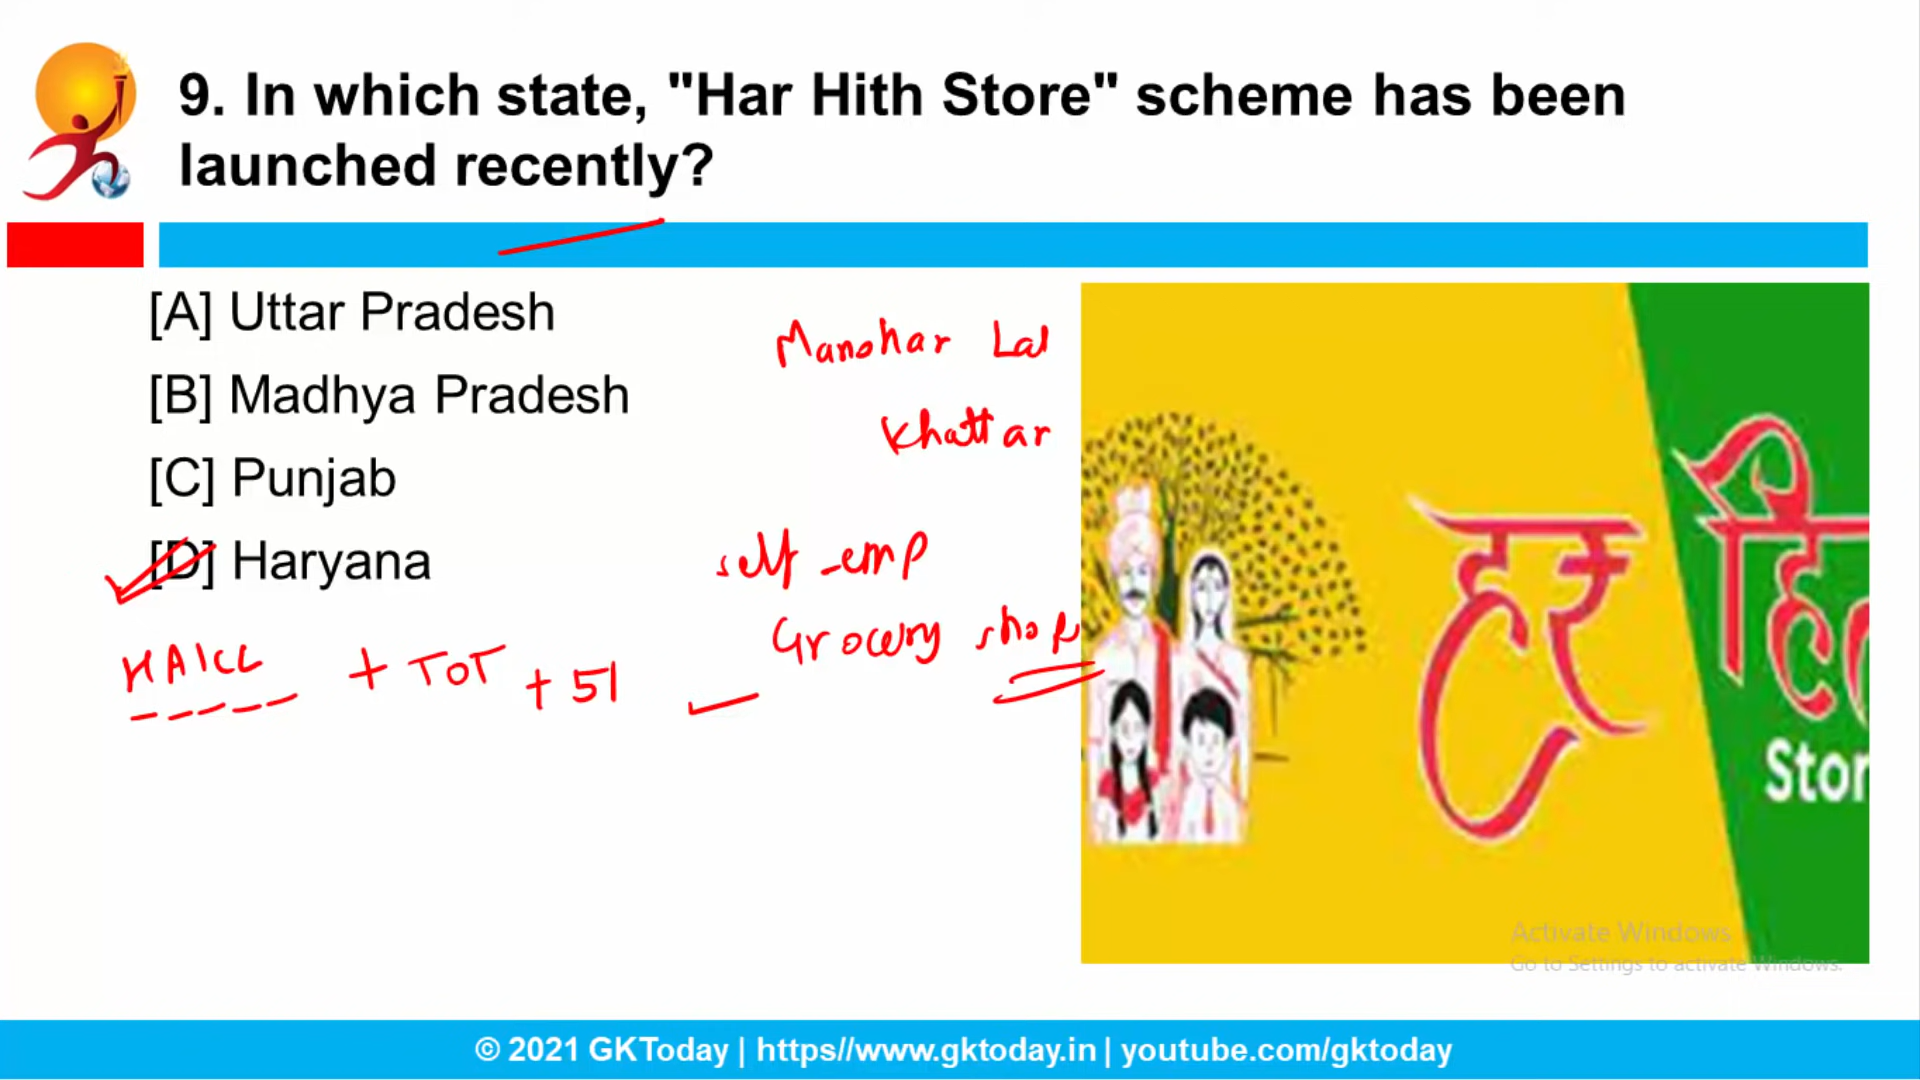 9. In which state, "Har Hith Store" scheme has been
launched recently?
[A] Uttar Pradesh
[B] Madhya Pradesh
[C] Punjab
[D] Haryana
Manohar Lal
Khattar
self emp
Grocery shop
HAICL + TOT + 51
हर
Stor
Activate Windows
Go to Settings to activate Windows.
© 2021 GKToday | https//www.gktoday.in | youtube.com/gktoday